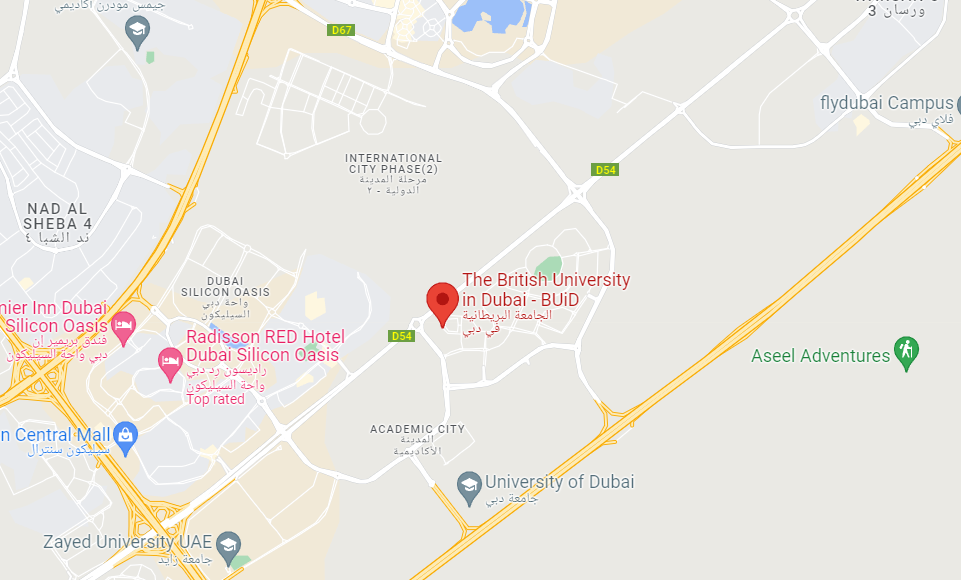 جيمس مودرن أكاديمي
D67
ورسان 3
flydubai Campus
فلاي دبي
INTERNATIONAL
CITY PHASE(2)
مرحلة المدينة
الدولية - ٢
D54
NAD AL
SHEBA 4
ند الشبا ٤
DUBAI
SILICON OASIS
واحة دبي
السيليكون
The British University
in Dubai - BUiD
الجامعة البريطانية
في دبي
mier Inn Dubai
Silicon Oasis
فندق بريمير إن
دبي واحة السيليكون
D54
Radisson RED Hotel
Dubai Silicon Oasis
راديسون رد دبي
واحة السيليكون
Top rated
Aseel Adventures
n Central Mall
سيليكون سنترال
ACADEMIC CITY
المدينة
الأكاديمية
University of Dubai
جامعة دبي
Zayed University UAE
جامعة زايد